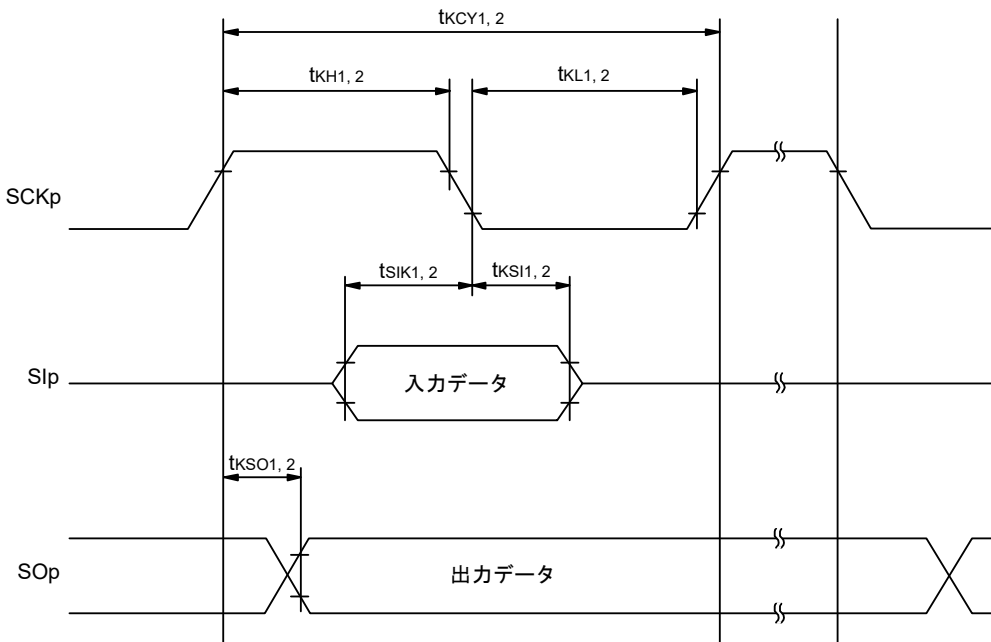 tKCY1, 2
tKH1, 2
tKL1, 2
SCKp
tSIK1, 2
tKSI1, 2
SIp
入力データ
tKSO1, 2
SOp
出力データ